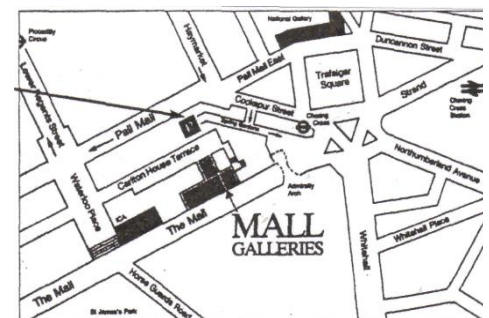 National Gallery
Piccadilly
Circus
Haymarket
Duncannon Street
Pall Mall East
Trafalgar
Square
Strand
Lower Regents Street
Cockspur Street
Charing
Cross
Station
Pall Mall
Spring Gardens
Charing
Cross
Carlton House Terrace
Northumberland Avenue
Waterloo Place
Admiralty
Arch
ICA
The Mall
MALL
GALLERIES
Whitehall Place
Whitehall
The Mall
Horse Guards Road
St James's Park